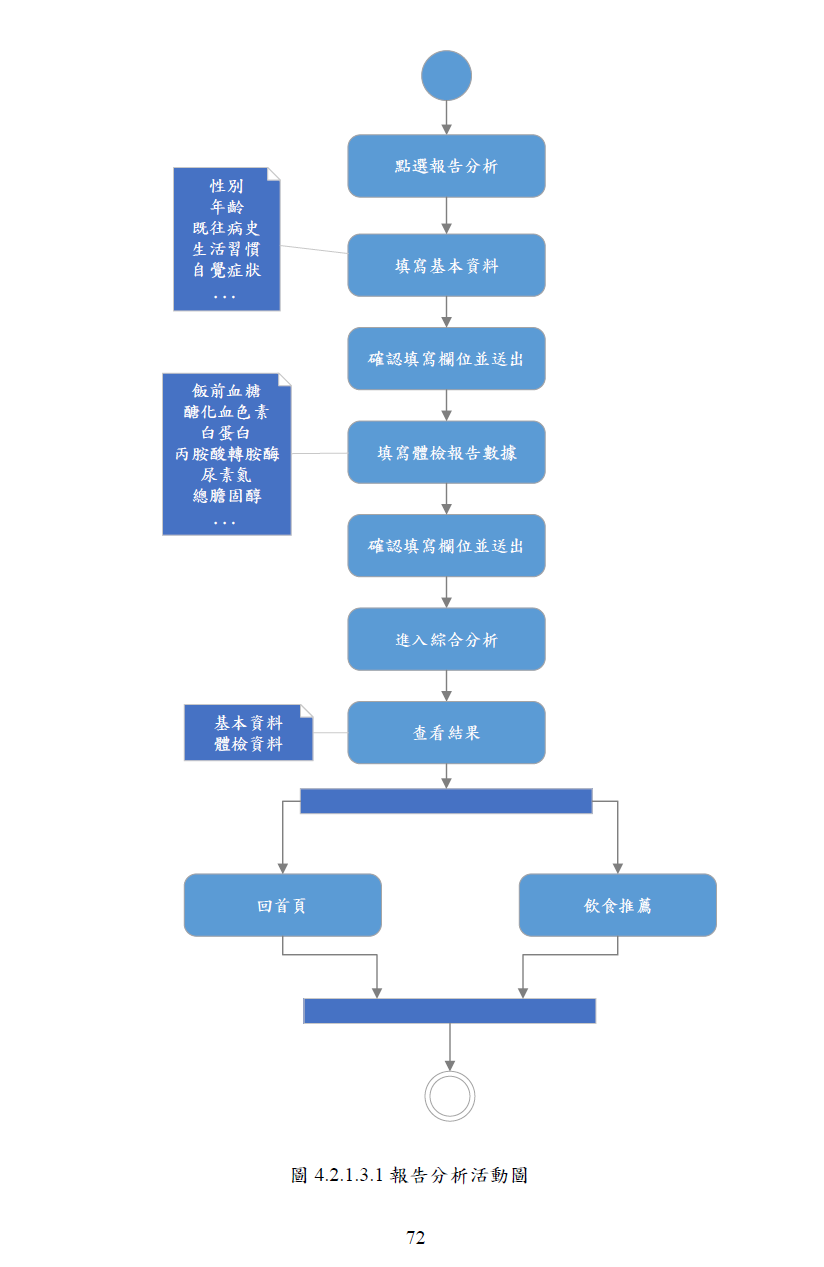 點選報告分析
性別
年齡
既往病史
生活習慣
自覺症狀
...
填寫基本資料
確認填寫欄位並送出
飯前血糖
醣化血色素
白蛋白
丙胺酸轉胺酶
尿素氮
總膽固醇
...
填寫體檢報告數據
確認填寫欄位並送出
進入綜合分析
基本資料
體檢資料
查看結果
回首頁
飲食推薦
圖 4.2.1.3.1 報告分析活動圖
72